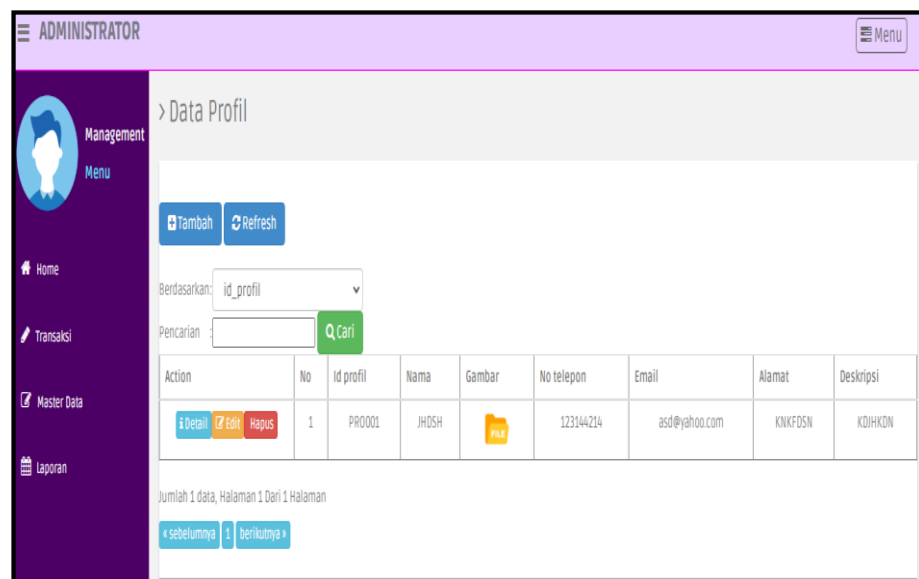 ADMINISTRATOR
Menu
Management
Menu
Home
Transaksi
Master Data
Laporan
> Data Profil
Tambah Refresh
Berdasarkan: id_profil
Pencarian : Cari
Action No Id profil Nama Gambar No telepon Email Alamat Deskripsi
Detail Edit Hapus 1 PRO001 JHDSH FILE 123144214 asd@yahoo.com KNKFDSN KDJHKDN
Jumlah 1 data, Halaman 1 Dari 1 Halaman
« sebelumnya 1 berikutnya »